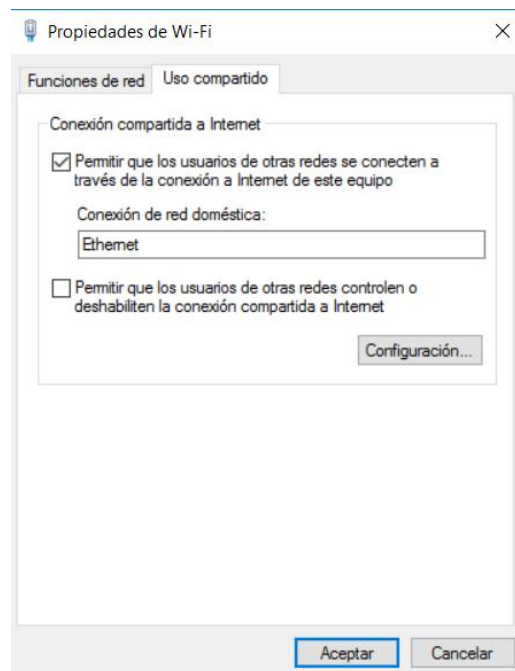 Propiedades de Wi-Fi
Funciones de red
Uso compartido
Conexión compartida a Internet
Permitir que los usuarios de otras redes se conecten a
través de la conexión a Internet de este equipo
Conexión de red doméstica:
Ethernet
Permitir que los usuarios de otras redes controlen o
deshabiliten la conexión compartida a Internet
Configuración...
Aceptar
Cancelar